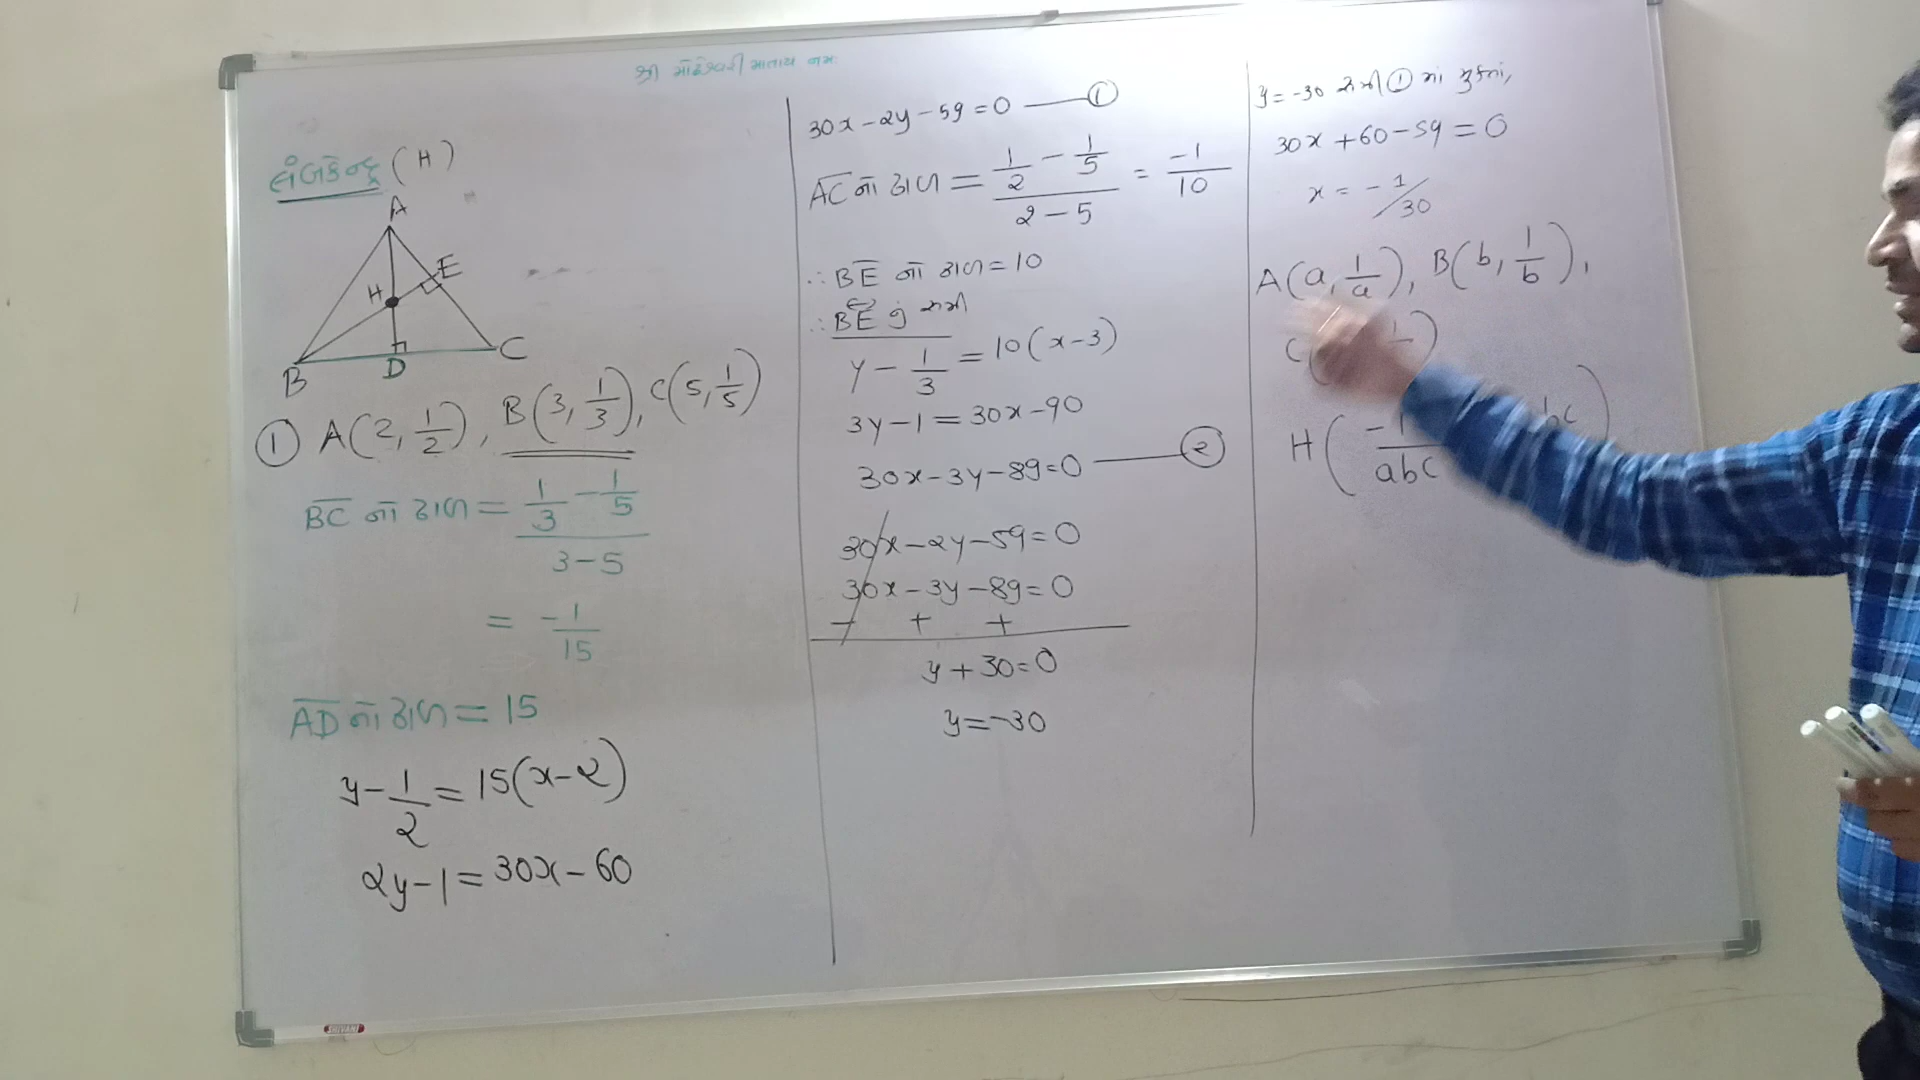 શ્રી મોઢેશ્વરી માતાય નમઃ
લંબકેન્દ્ર (H)
A
E
H
B
D
C
① A(2, 1/2), B(3, 1/3), C(5, 1/5)
BC નો ઢાળ = (1/3 - 1/5)/(3-5)
= -1/15
AD નો ઢાળ = 15
y - 1/2 = 15(x-2)
2y-1 = 30x-60
30x-2y-59=0 — ①
AC નો ઢાળ = (1/2 - 1/5)/(2-5) = -1/10
∴ BE નો ઢાળ = 10
∴ BE નું સમી
y - 1/3 = 10(x-3)
3y-1 = 30x-90
30x-3y-89=0 — ②
30x-2y-59=0
30x-3y-89=0
- + +
y+30=0
y=-30
y=-30 સમી ① માં મુકતાં,
30x+60-59=0
x = -1/30
A(a, 1/a), B(b, 1/b),
C(
H(-1/abc
SUVAM